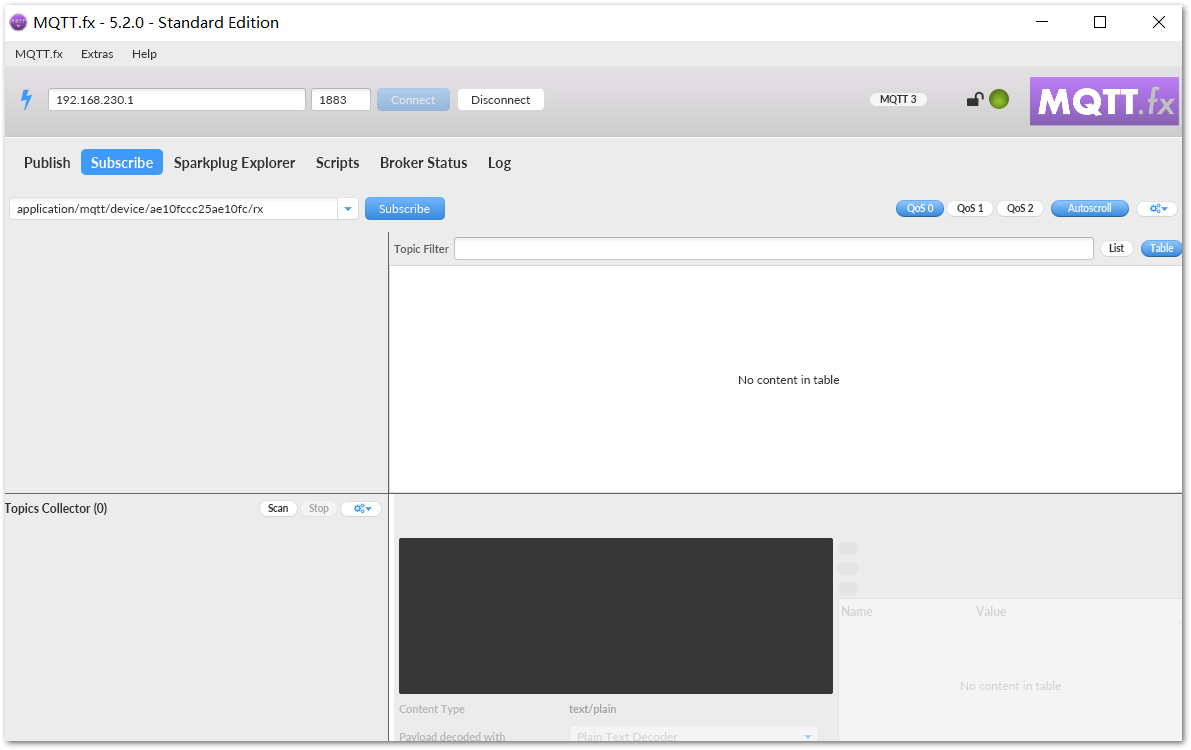 MQTT.fx - 5.2.0 - Standard Edition
MQTT.fx Extras Help
192.168.230.1 1883 Connect Disconnect MQTT 3 MQTT.fx
Publish Subscribe Sparkplug Explorer Scripts Broker Status Log
application/mqtt/device/ae10fccc25ae10fc/rx Subscribe QoS 0 QoS 1 QoS 2 Autoscroll
Topic Filter List Table
No content in table
Topics Collector (0) Scan Stop
Name Value
No content in table
Content Type text/plain
Payload decoded with Plain Text Decoder